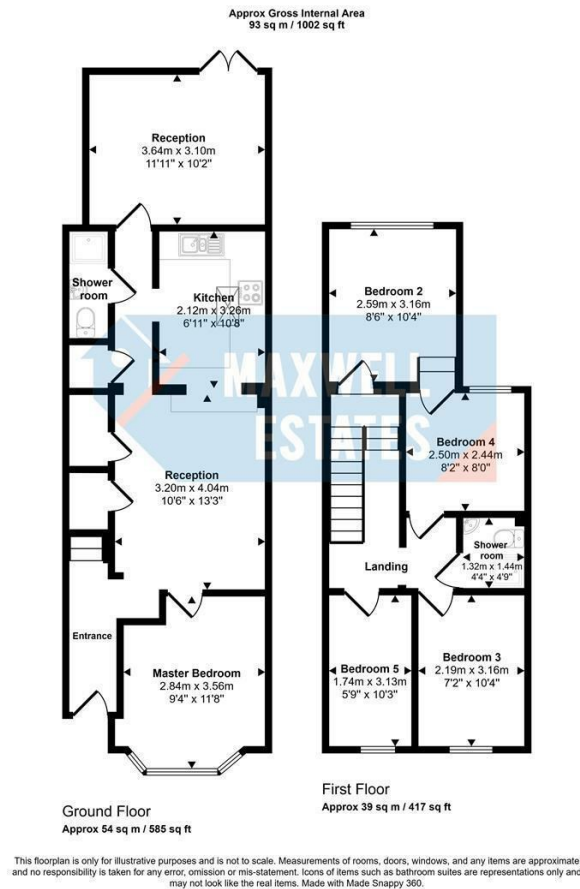 Approx Gross Internal Area
93 sq m / 1002 sq ft
Reception
3.64m x 3.10m
11'11" x 10'2"
Shower
room
Kitchen
2.12m x 3.26m
6'11" x 10'8"
Bedroom 2
2.59m x 3.16m
8'6" x 10'4"
MAXWELL
ESTATES
Bedroom 4
2.50m x 2.44m
8'2" x 8'0"
Reception
3.20m x 4.04m
10'6" x 13'3"
Shower
room
1.32m x 1.44m
4'4" x 4'9"
Landing
Entrance
Master Bedroom
2.84m x 3.56m
9'4" x 11'8"
Bedroom 5
1.74m x 3.13m
5'9" x 10'3"
Bedroom 3
2.19m x 3.16m
7'2" x 10'4"
Ground Floor
Approx 54 sq m / 585 sq ft
First Floor
Approx 39 sq m / 417 sq ft
This floorplan is only for illustrative purposes and is not to scale. Measurements of rooms, doors, windows, and any items are approximate
and no responsibility is taken for any error, omission or mis-statement. Icons of items such as bathroom suites are representations only and
may not look like the real items. Made with Made Snappy 360.